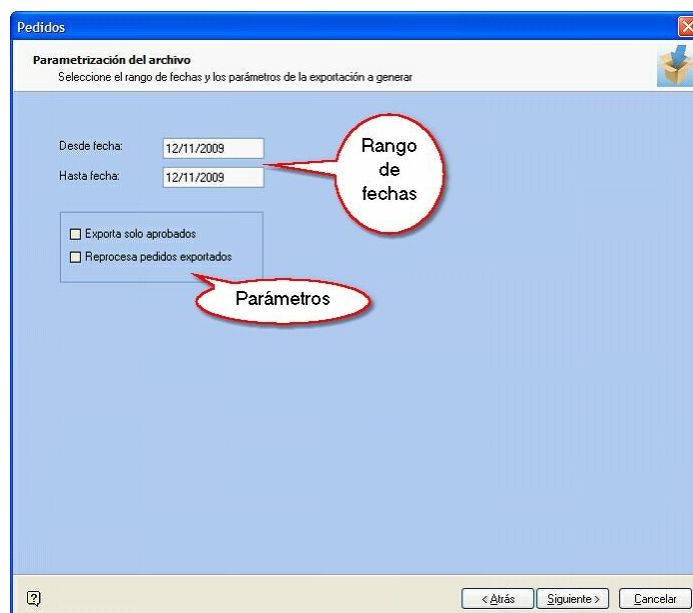 Pedidos
Parametrización del archivo
Seleccione el rango de fechas y los parámetros de la exportación a generar
Desde fecha: 12/11/2009
Hasta fecha: 12/11/2009
Rango
de
fechas
Exporta solo aprobados
Reprocesa pedidos exportados
Parámetros
< Atrás Siguiente > Cancelar